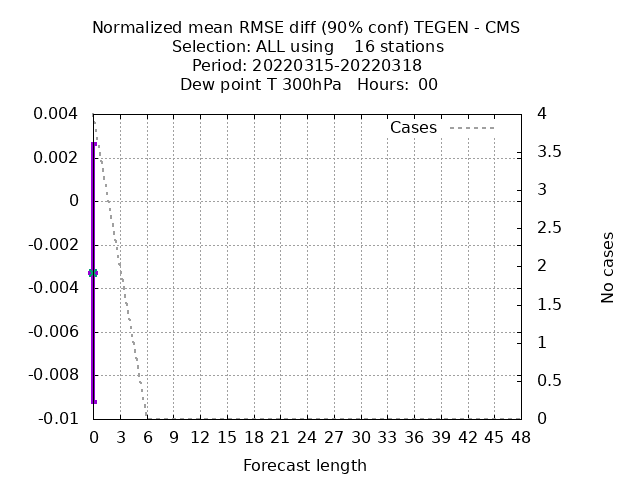 Normalized mean RMSE diff (90% conf) TEGEN - CMS
Selection: ALL using    16 stations
Period: 20220315-20220318
Dew point T 300hPa   Hours:  00
Cases
0.004
0.002
0
-0.002
-0.004
-0.006
-0.008
-0.01
4
3.5
3
2.5
2
1.5
1
0.5
0
No cases
0 3 6 9 12 15 18 21 24 27 30 33 36 39 42 45 48
Forecast length